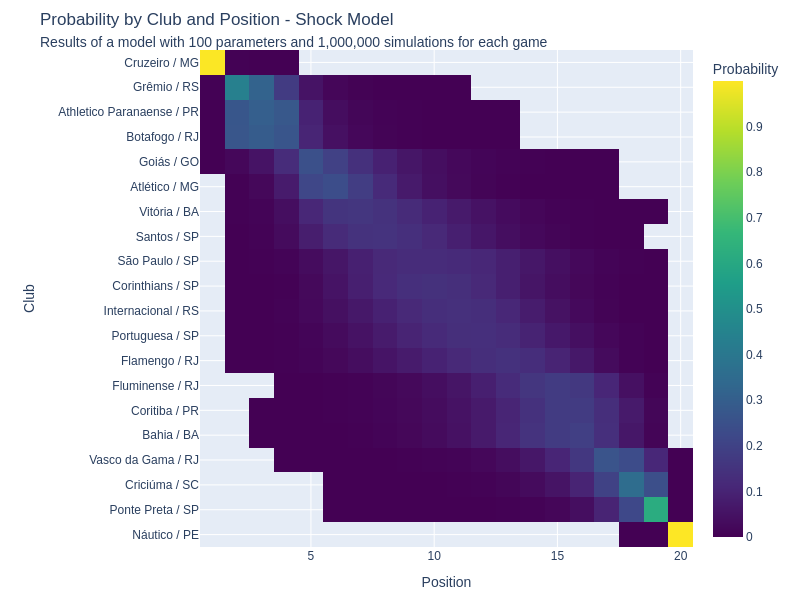 Probability by Club and Position - Shock Model
Results of a model with 100 parameters and 1,000,000 simulations for each game
Probability
Club
Cruzeiro / MG
Grêmio / RS
Athletico Paranaense / PR
Botafogo / RJ
Goiás / GO
Atlético / MG
Vitória / BA
Santos / SP
São Paulo / SP
Corinthians / SP
Internacional / RS
Portuguesa / SP
Flamengo / RJ
Fluminense / RJ
Coritiba / PR
Bahia / BA
Vasco da Gama / RJ
Criciúma / SC
Ponte Preta / SP
Náutico / PE
0.9
0.8
0.7
0.6
0.5
0.4
0.3
0.2
0.1
0
5
10
15
20
Position